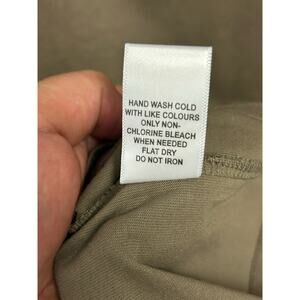 HAND WASH COLD
WITH LIKE COLOURS
ONLY NON-
CHLORINE BLEACH
WHEN NEEDED
FLAT DRY
DO NOT IRON